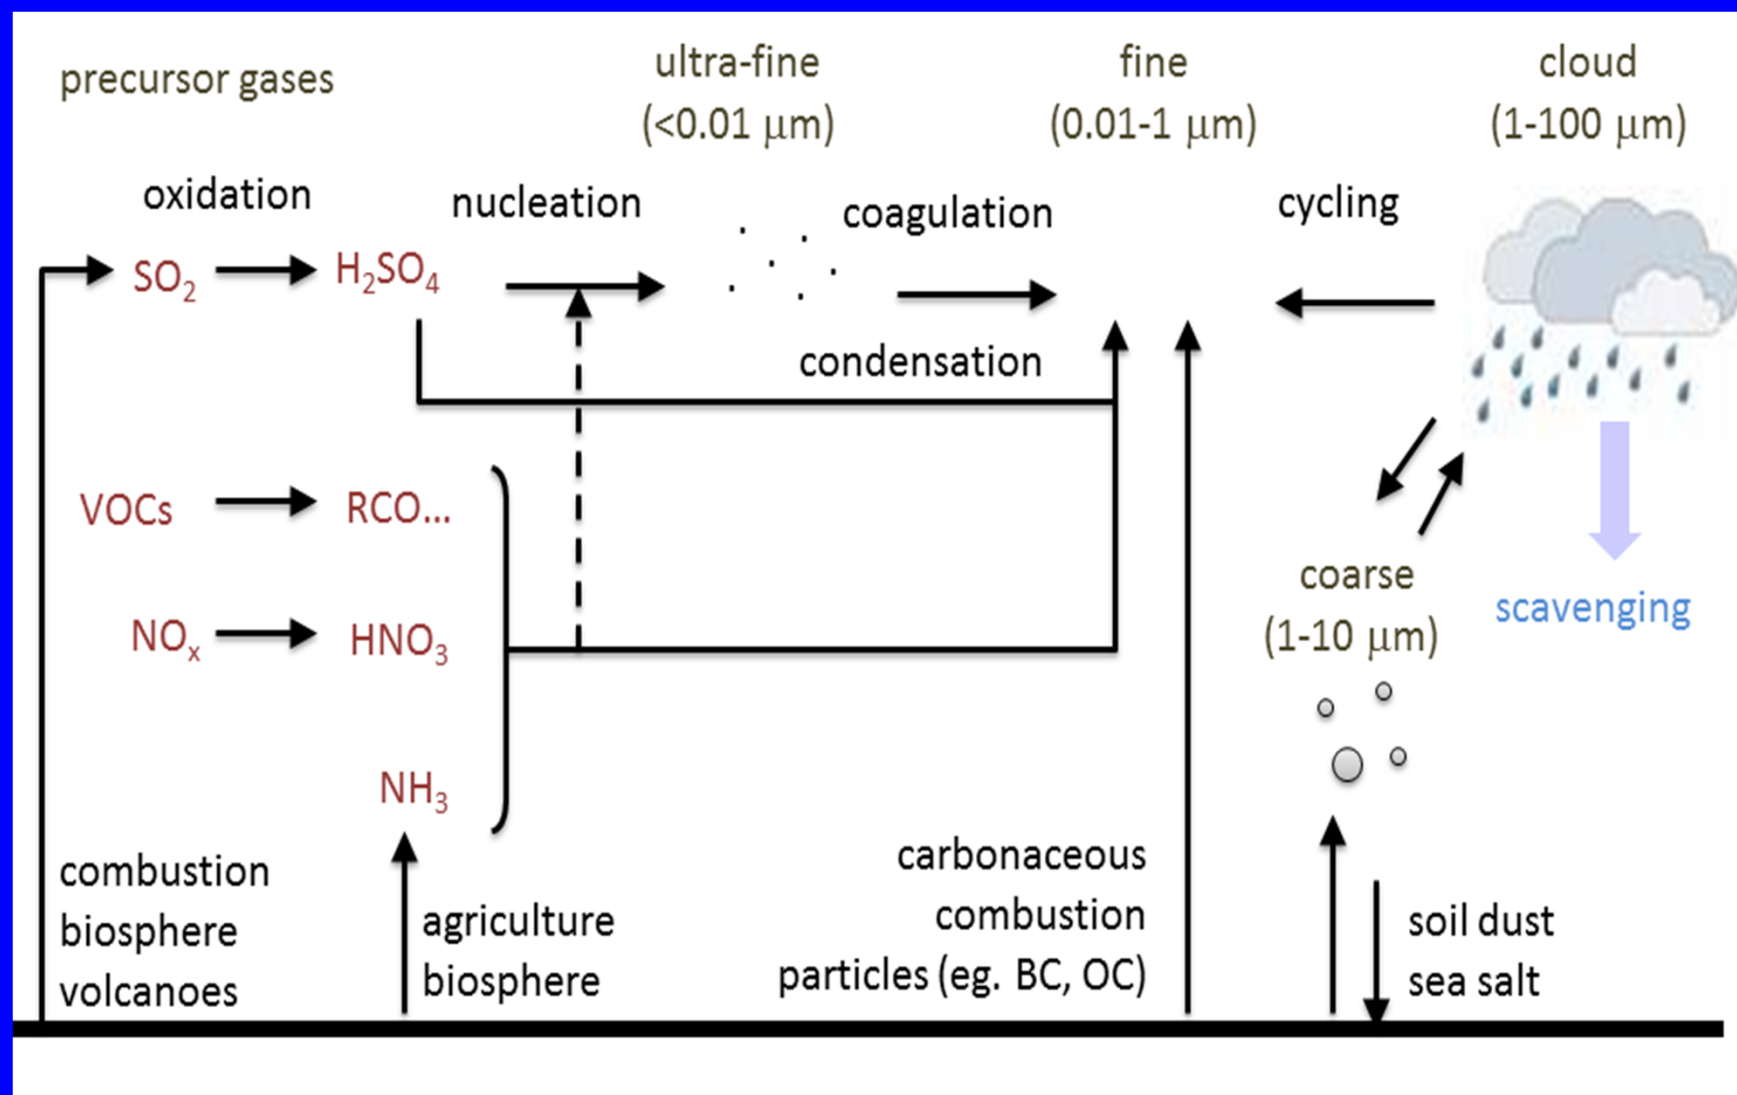 precursor gases
ultra-fine
(<0.01 μm)
fine
(0.01-1 μm)
cloud
(1-100 μm)
oxidation
nucleation
coagulation
cycling
SO₂
H₂SO₄
condensation
VOCs
RCO...
NOₓ
HNO₃
coarse
(1-10 μm)
scavenging
NH₃
combustion
biosphere
volcanoes
agriculture
biosphere
carbonaceous
combustion
particles (eg. BC, OC)
soil dust
sea salt